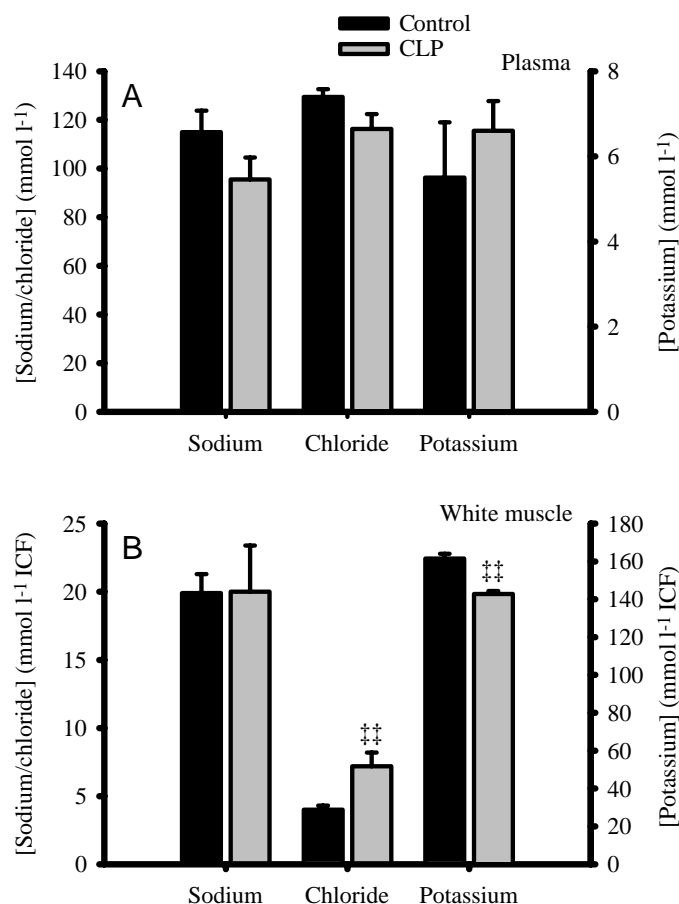 Control
CLP
A
Plasma
140
120
100
80
60
40
20
0
[Sodium/chloride] (mmol l-1)
8
6
4
2
0
[Potassium] (mmol l-1)
Sodium Chloride Potassium
B
White muscle
25
20
15
10
5
0
[Sodium/chloride] (mmol l-1 ICF)
180
160
140
120
100
80
60
40
20
0
[Potassium] (mmol l-1 ICF)
‡‡
‡‡
Sodium Chloride Potassium